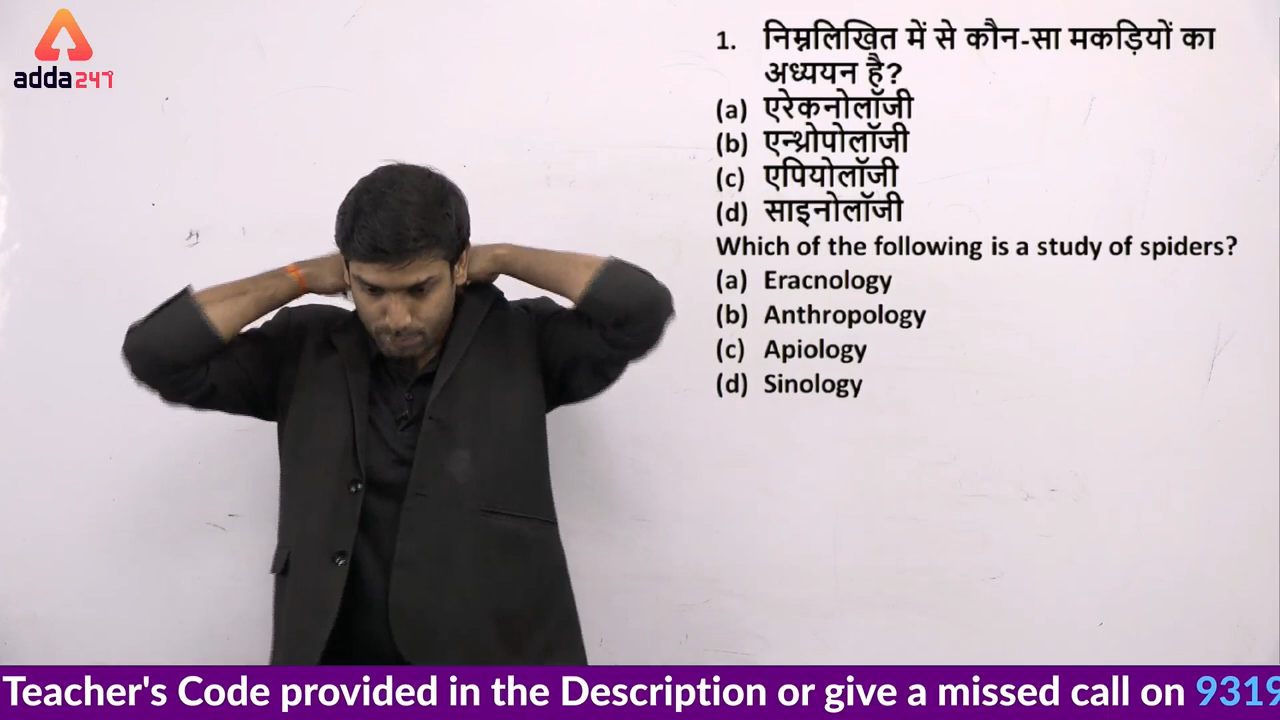 adda247
1. निम्नलिखित में से कौन-सा मकड़ियों का
अध्ययन है?
(a) एरेकनोलॉजी
(b) एन्थ्रोपोलॉजी
(c) एपियोलॉजी
(d) साइनोलॉजी
Which of the following is a study of spiders?
(a) Eracnology
(b) Anthropology
(c) Apiology
(d) Sinology
Teacher's Code provided in the Description or give a missed call on 9319